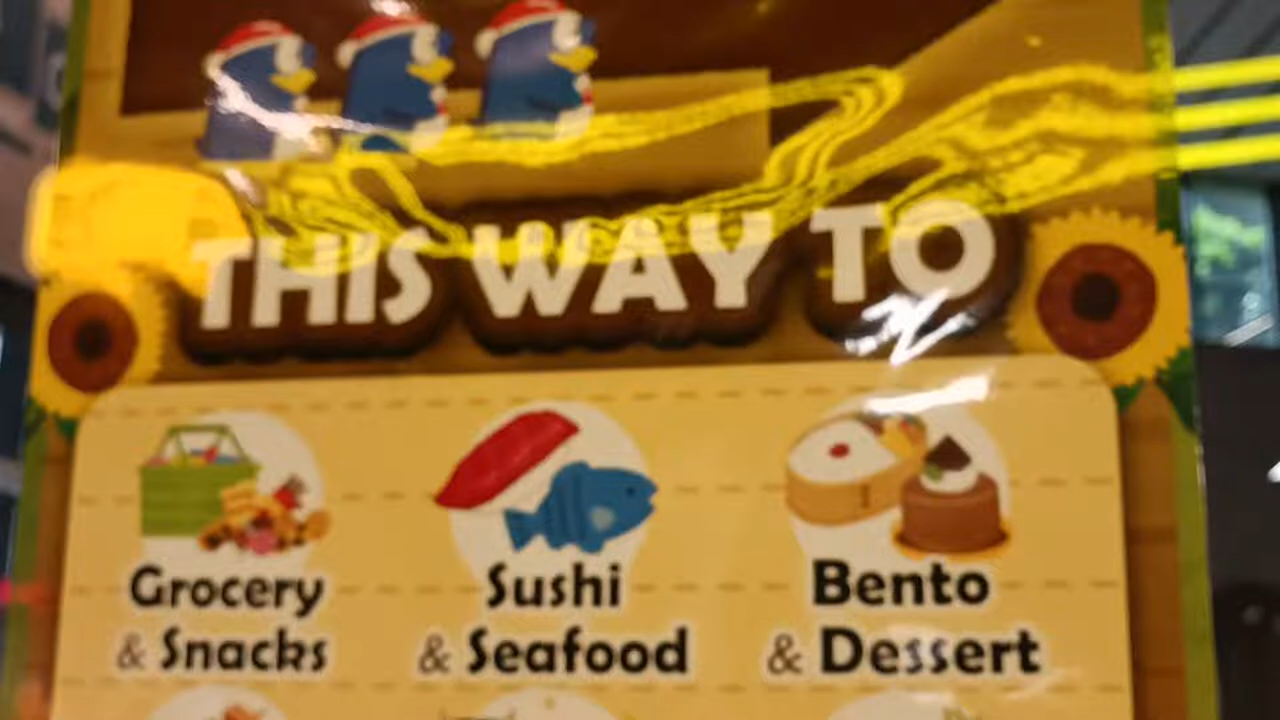 THIS WAY TO
Grocery
& Snacks
Sushi
& Seafood
Bento
& Dessert